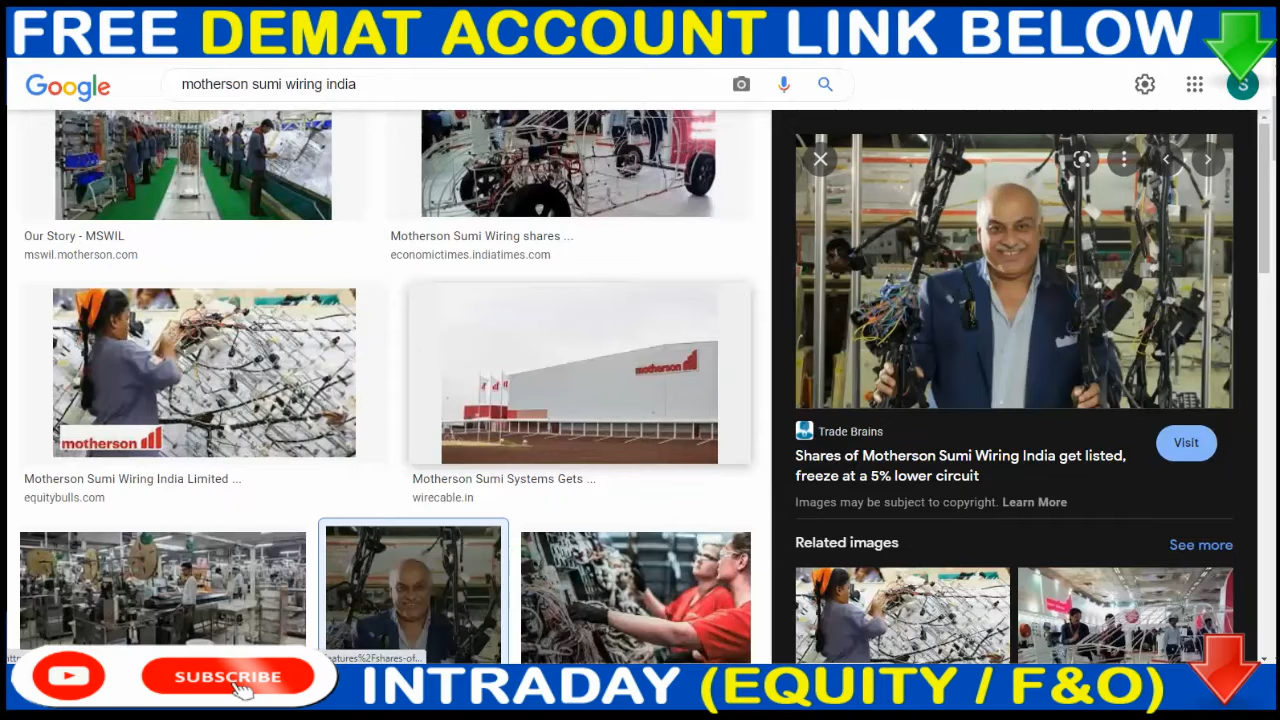 FREE DEMAT ACCOUNT LINK BELOW
Google
motherson sumi wiring india
S
Our Story - MSWIL
mswil.motherson.com
Motherson Sumi Wiring shares ...
economictimes.indiatimes.com
motherson
Motherson Sumi Wiring India Limited ...
equitybulls.com
motherson
Motherson Sumi Systems Gets ...
wirecable.in
Trade Brains
Visit
Shares of Motherson Sumi Wiring India get listed,
freeze at a 5% lower circuit
Images may be subject to copyright. Learn More
Related images
See more
SUBSCRIBE
INTRADAY (EQUITY / F&O)